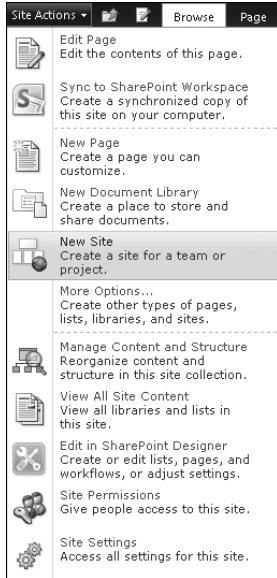 Site Actions Browse Page
Edit Page
Edit the contents of this page.
Sync to SharePoint Workspace
Create a synchronized copy of
this site on your computer.
New Page
Create a page you can
customize.
New Document Library
Create a place to store and
share documents.
New Site
Create a site for a team or
project.
More Options...
Create other types of pages,
lists, libraries, and sites.
Manage Content and Structure
Reorganize content and
structure in this site collection.
View All Site Content
View all libraries and lists in
this site.
Edit in SharePoint Designer
Create or edit lists, pages, and
workflows, or adjust settings.
Site Permissions
Give people access to this site.
Site Settings
Access all settings for this site.